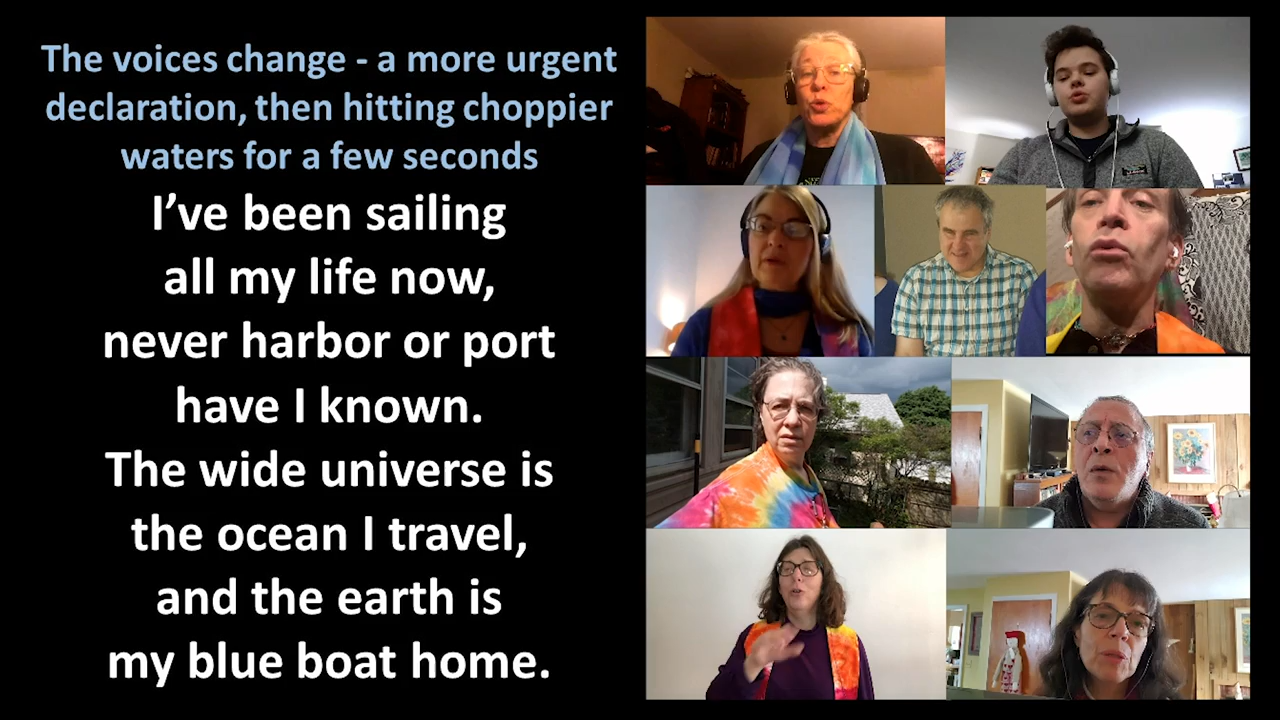 The voices change - a more urgent
declaration, then hitting choppier
waters for a few seconds
I’ve been sailing
all my life now,
never harbor or port
have I known.
The wide universe is
the ocean I travel,
and the earth is
my blue boat home.